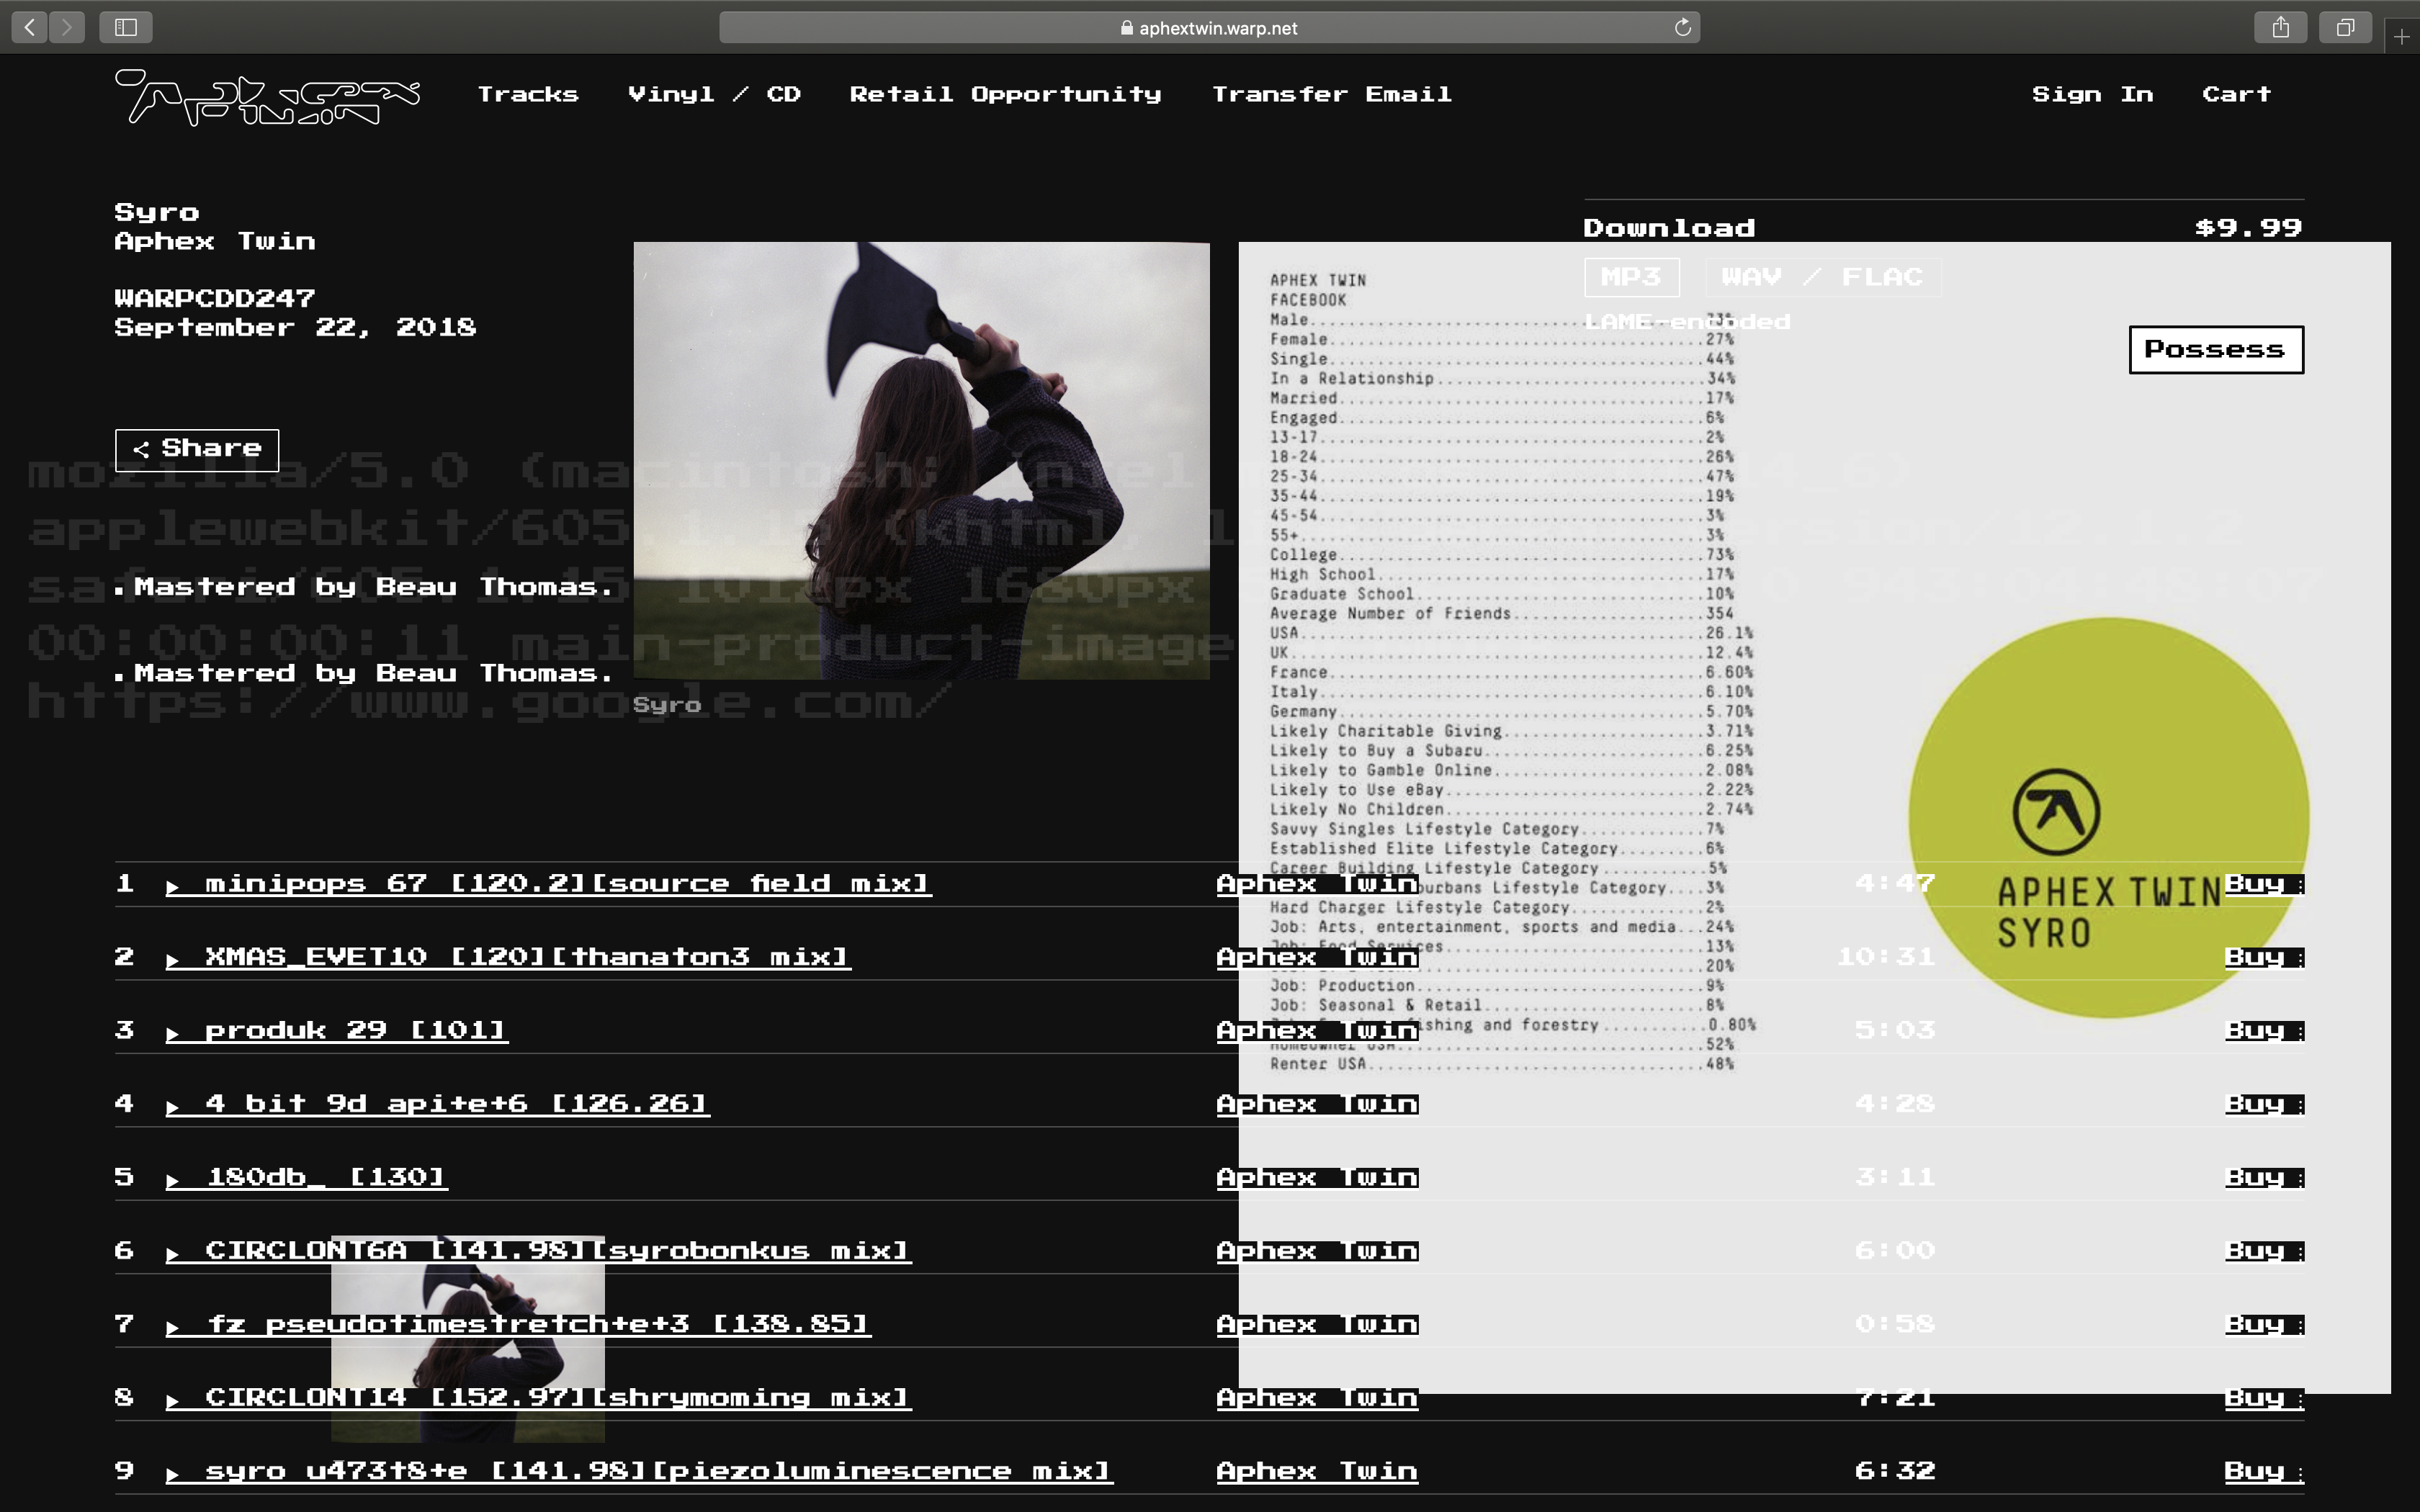 aphextwin.warp.net
Aphex Twin
Tracks
Vinyl / CD
Retail Opportunity
Transfer Email
Sign In
Cart
Syro
Aphex Twin
WARPCDD247
September 22, 2018
Share
Download
$9.99
MP3
WAV / FLAC
LAME-encoded
Possess
mozilla/5.0 (macintosh; intel
applewebkit/605.1.15 (khtml,
safari/605.1.15 1012px 1680px
00:00:00:11 main-product-image
https://www.google.com/
.Mastered by Beau Thomas.
.Mastered by Beau Thomas.
Syro
APHEX TWIN
FACEBOOK
Male 73%
Female 27%
Single 44%
In a Relationship 34%
Married 17%
Engaged 6%
13-17 2%
18-24 26%
25-34 47%
35-44 19%
45-54 3%
55+ 3%
College 73%
High School 17%
Graduate School 10%
Average Number of Friends 354
USA 26.1%
UK 12.4%
France 6.60%
Italy 6.10%
Germany 5.70%
Likely Charitable Giving 3.71%
Likely to Buy a Subaru 6.25%
Likely to Gamble Online 2.08%
Likely to Use eBay 2.22%
Likely No Children 2.74%
Savvy Singles Lifestyle Category 7%
Established Elite Lifestyle Category 6%
Career Building Lifestyle Category 5%
Lifestyle Category 3%
Hard Charger Lifestyle Category 2%
Job: Arts, entertainment, sports and media 24%
Job: Food Services 13%
20%
Job: Production 9%
Job: Seasonal & Retail 8%
fishing and forestry 0.80%
Homeowner USA 52%
Renter USA 48%
APHEX TWIN
SYRO
1 minipops 67 [120.2][source field mix] Aphex Twin 4:47 Buy
2 XMAS_EVET10 [120][thanaton3 mix] Aphex Twin 10:31 Buy
3 produk 29 [101] Aphex Twin 5:03 Buy
4 4 bit 9d api+e+6 [126.26] Aphex Twin 4:28 Buy
5 180db_ [130] Aphex Twin 3:11 Buy
6 CIRCLONT6A [141.98][syrobonkus mix] Aphex Twin 6:00 Buy
7 fz pseudotimestretch+e+3 [138.85] Aphex Twin 0:58 Buy
8 CIRCLONT14 [152.97][shrymoming mix] Aphex Twin 7:21 Buy
9 syro u473t8+e [141.98][piezoluminescence mix] Aphex Twin 6:32 Buy